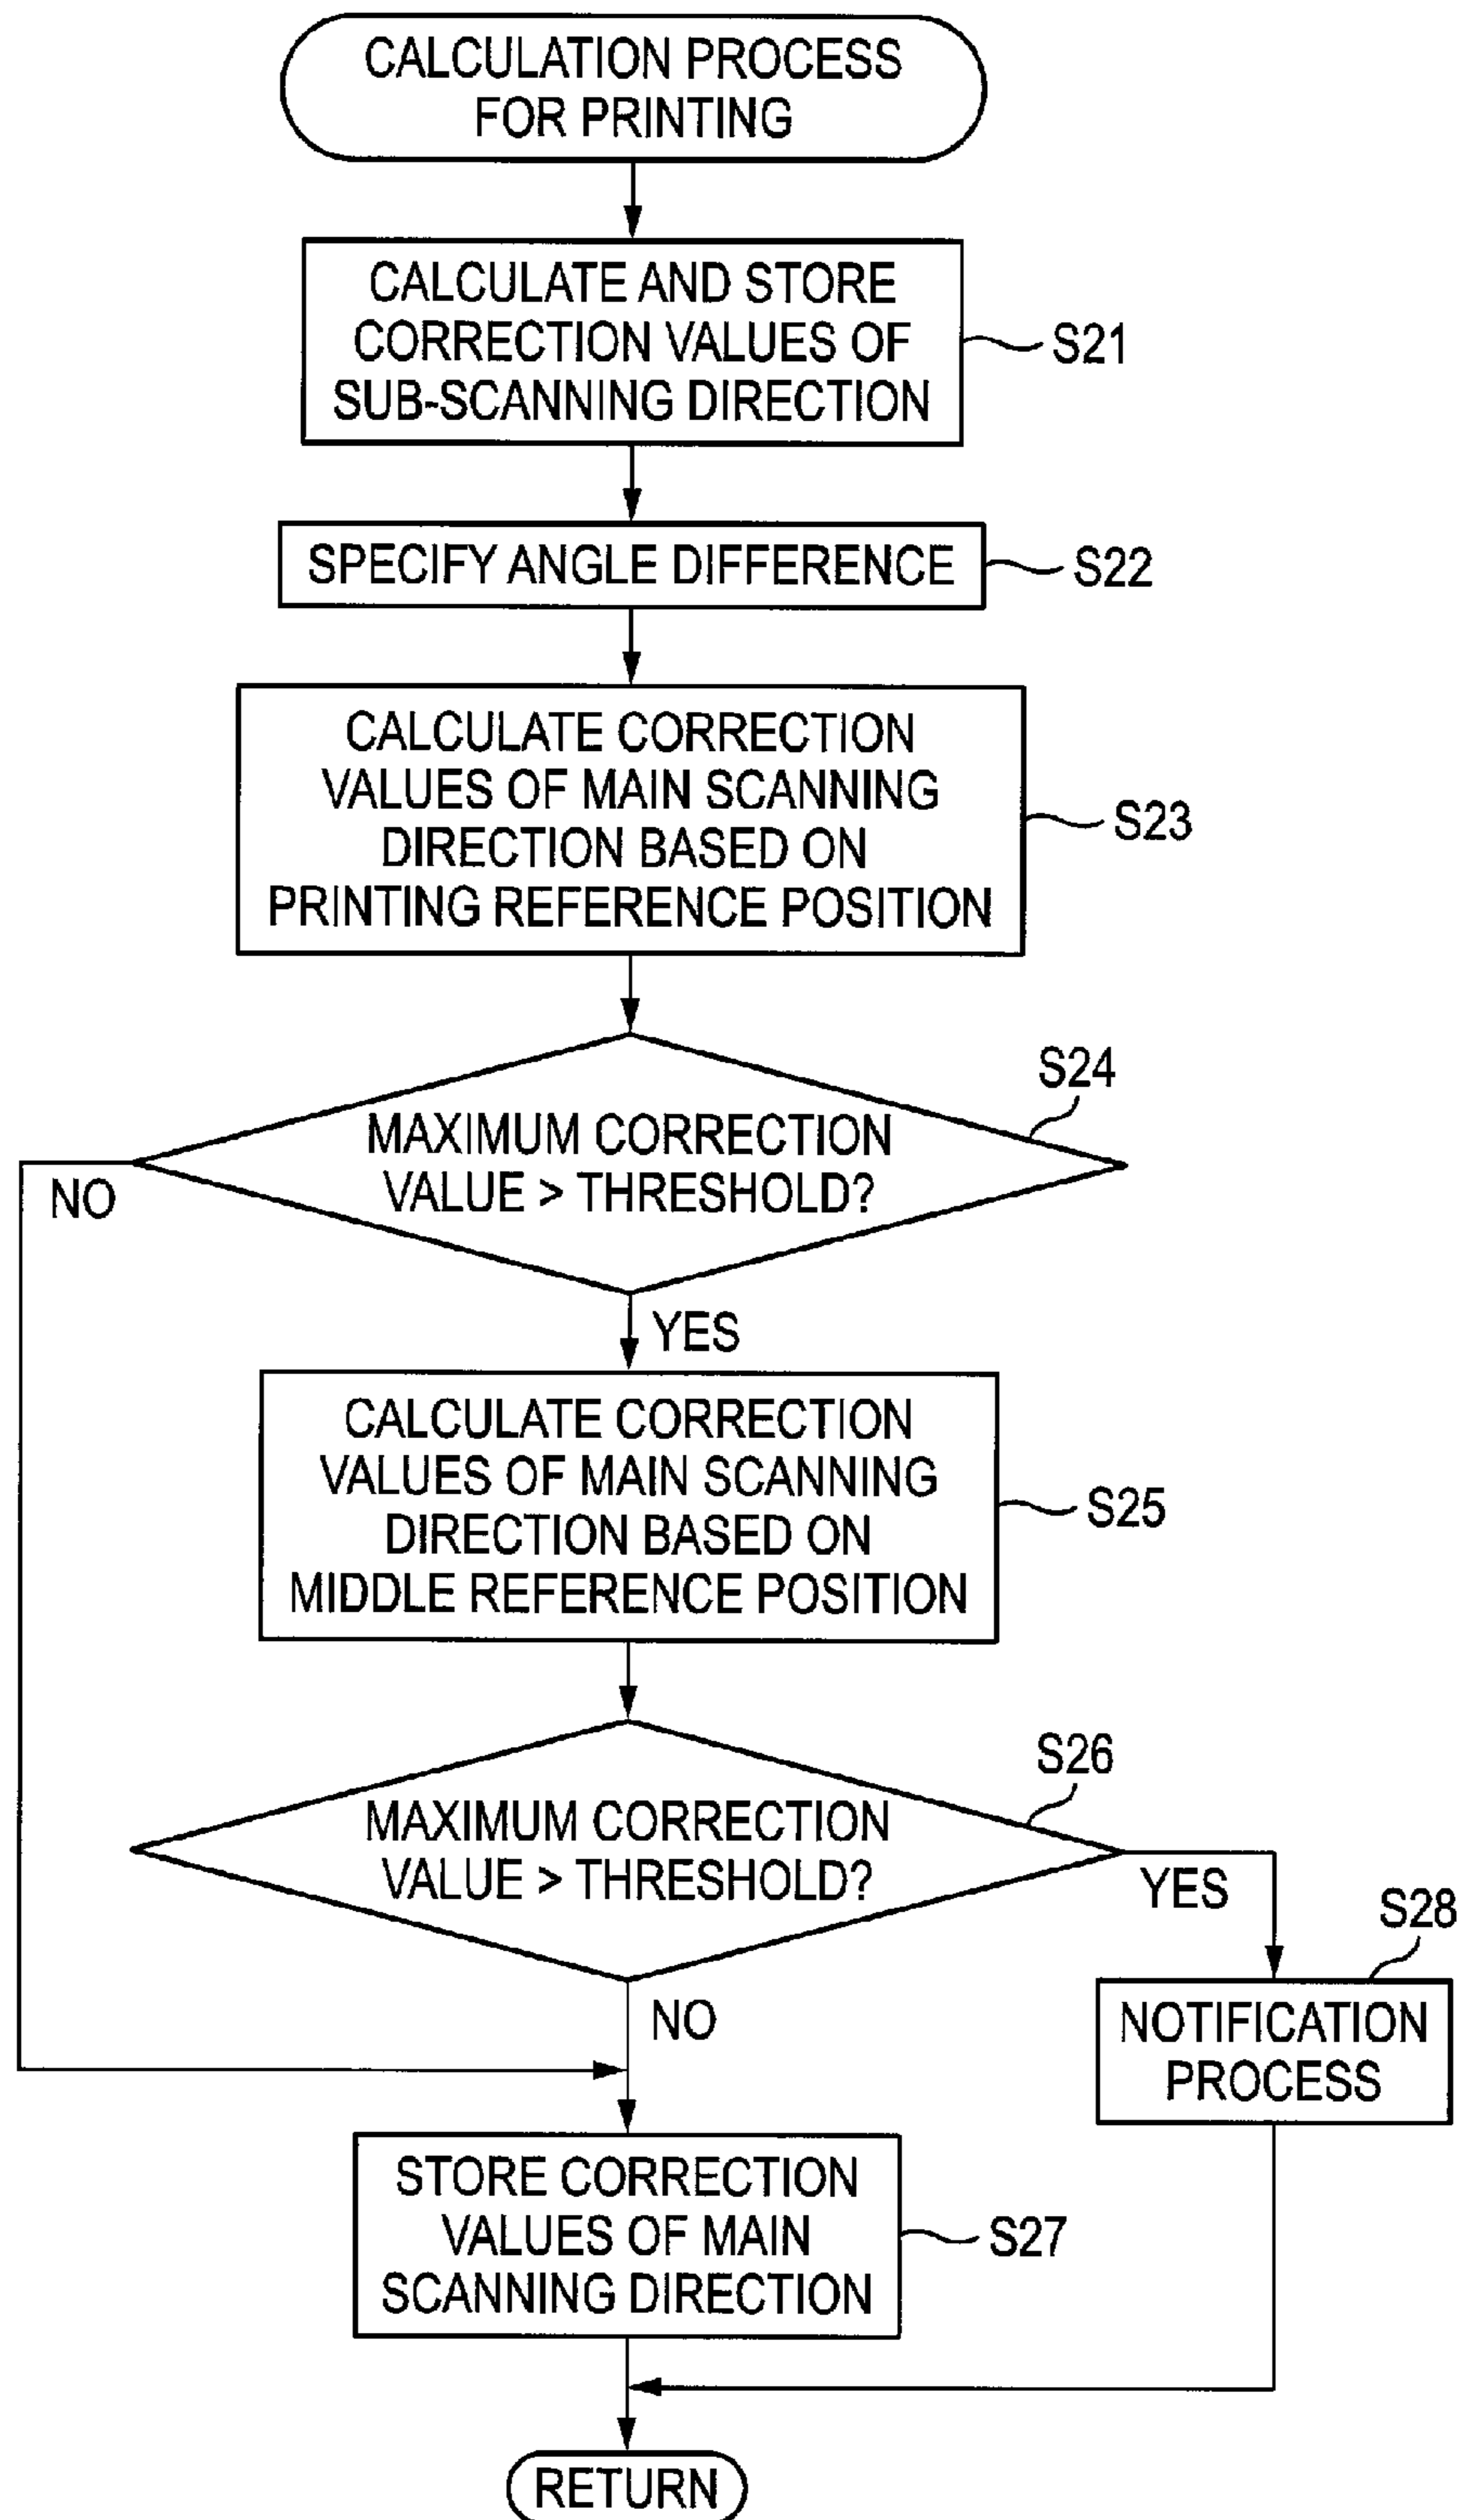 CALCULATION PROCESS
FOR PRINTING
CALCULATE AND STORE
CORRECTION VALUES OF
SUB-SCANNING DIRECTION
S21
SPECIFY ANGLE DIFFERENCE
S22
CALCULATE CORRECTION
VALUES OF MAIN SCANNING
DIRECTION BASED ON
PRINTING REFERENCE POSITION
S23
S24
MAXIMUM CORRECTION
VALUE > THRESHOLD?
NO
YES
CALCULATE CORRECTION
VALUES OF MAIN SCANNING
DIRECTION BASED ON
MIDDLE REFERENCE POSITION
S25
S26
MAXIMUM CORRECTION
VALUE > THRESHOLD?
YES
S28
NO
NOTIFICATION
PROCESS
STORE CORRECTION
VALUES OF MAIN
SCANNING DIRECTION
S27
RETURN